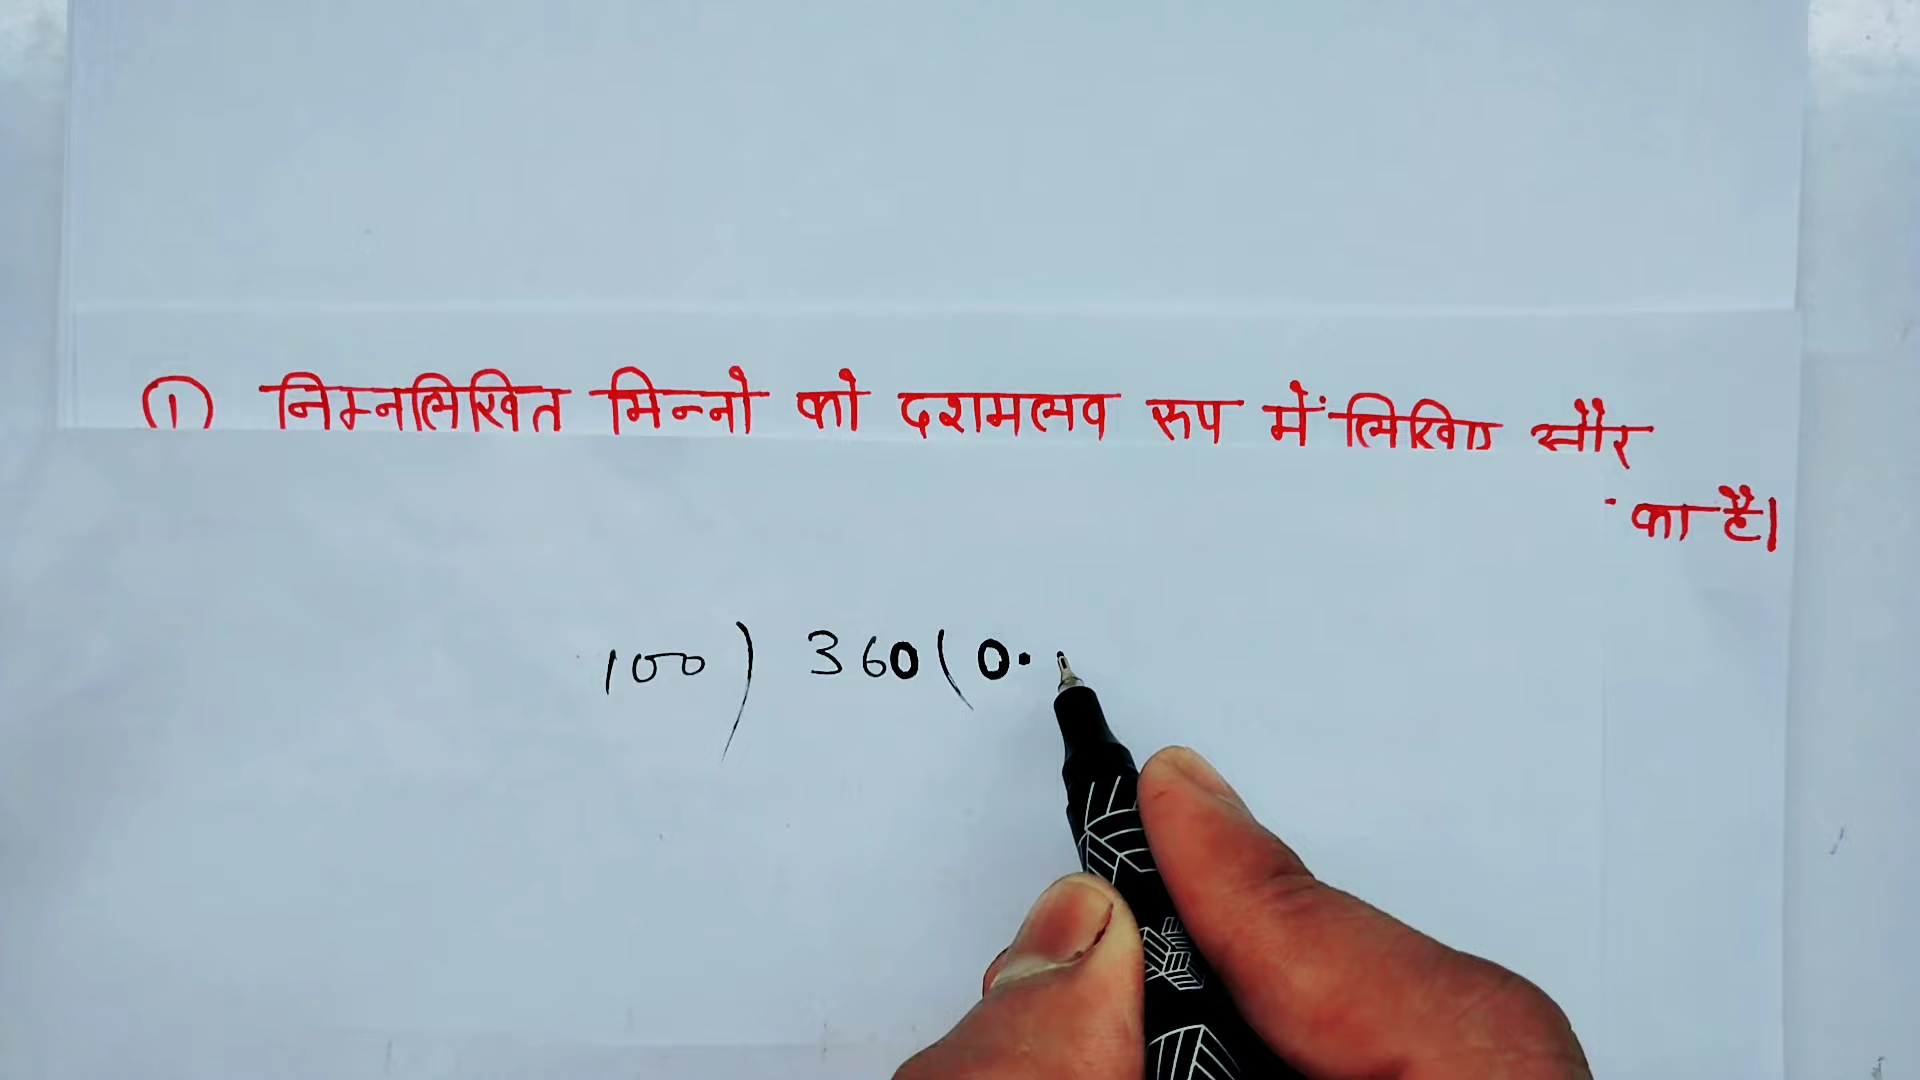 ① निम्नलिखित भिन्नो को दशमलव रूप में लिखिए और
का है।
100 ) 360 ( 0.